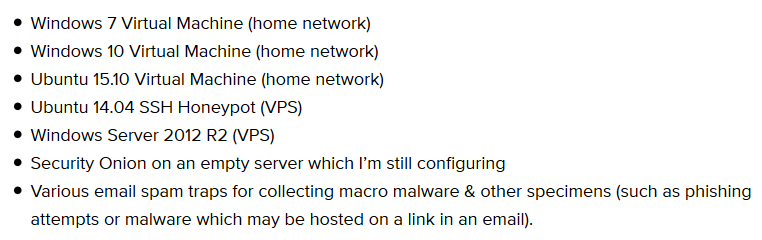 • Windows 7 Virtual Machine (home network)
• Windows 10 Virtual Machine (home network)
• Ubuntu 15.10 Virtual Machine (home network)
• Ubuntu 14.04 SSH Honeypot (VPS)
• Windows Server 2012 R2 (VPS)
• Security Onion on an empty server which I’m still configuring
• Various email spam traps for collecting macro malware & other specimens (such as phishing
attempts or malware which may be hosted on a link in an email).